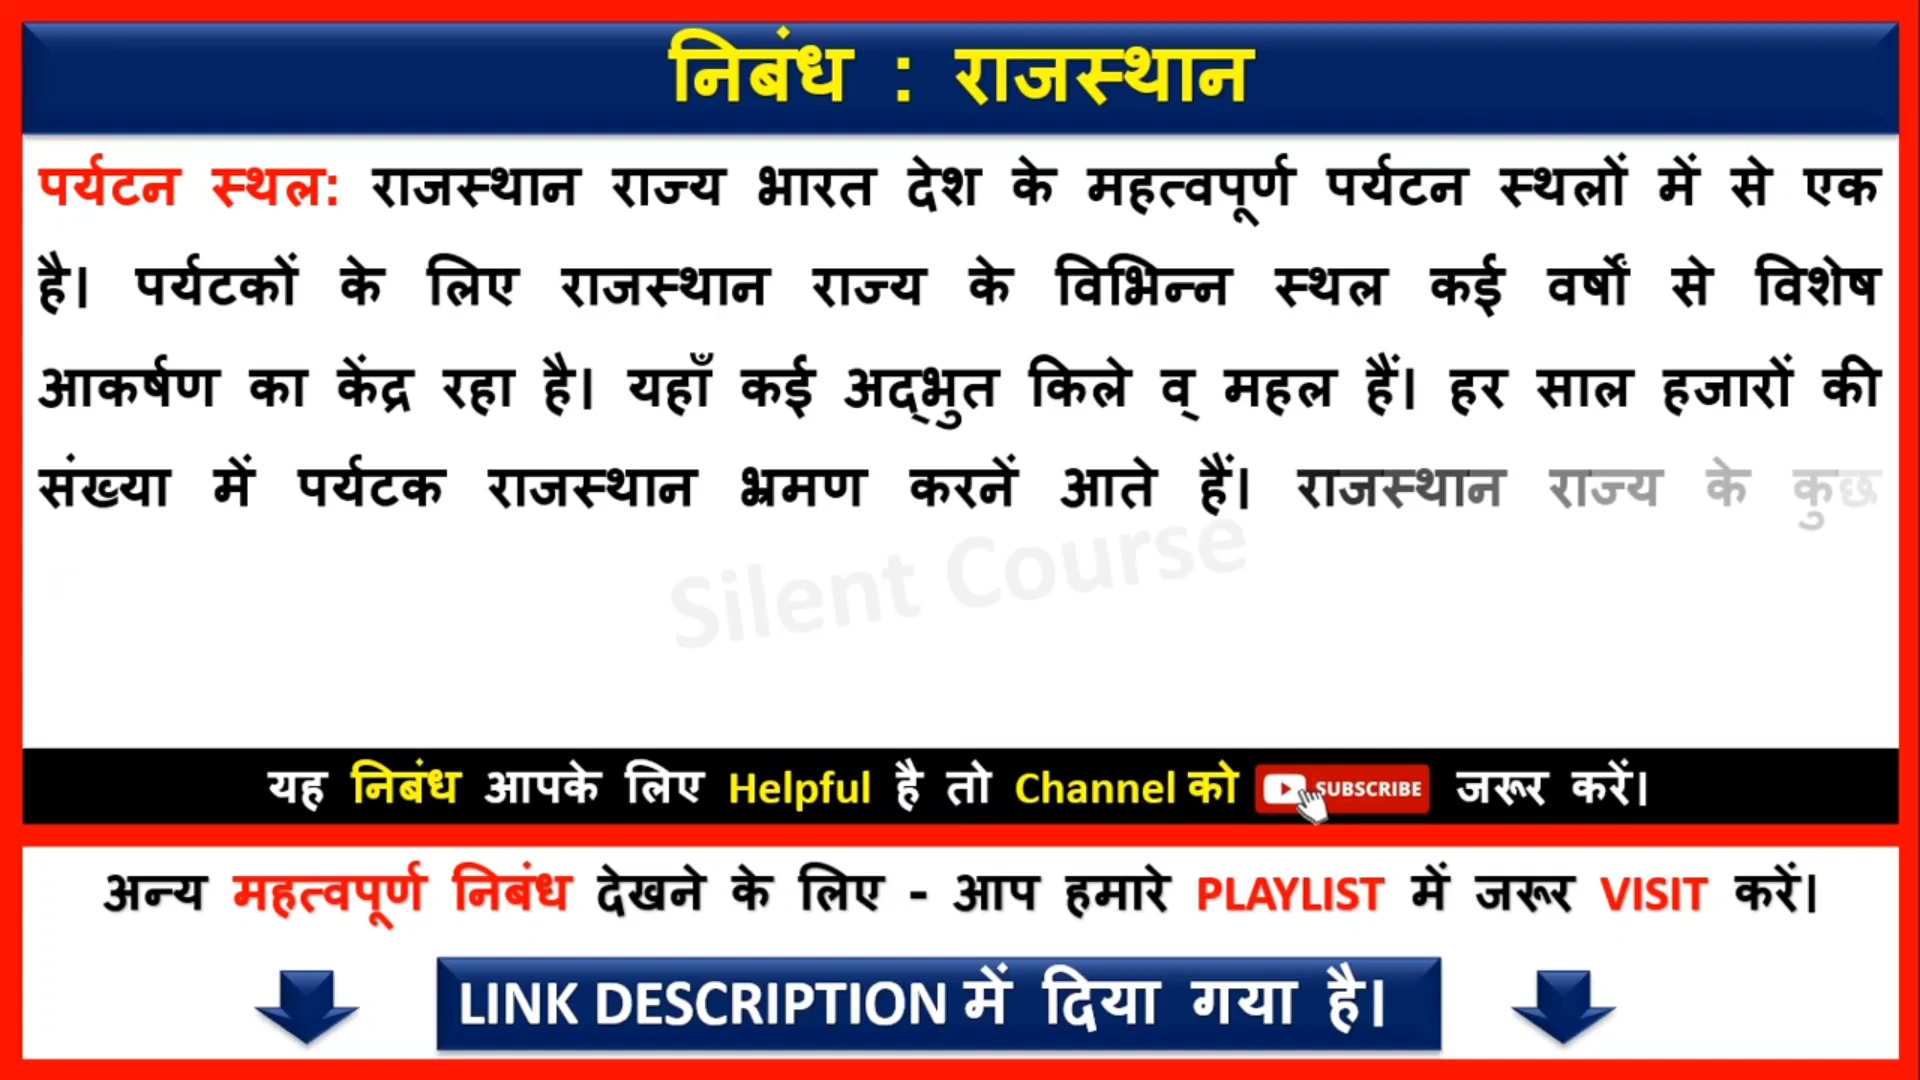 निबंध : राजस्थान
पर्यटन स्थल: राजस्थान राज्य भारत देश के महत्वपूर्ण पर्यटन स्थलों में से एक
है। पर्यटकों के लिए राजस्थान राज्य के विभिन्न स्थल कई वर्षों से विशेष
आकर्षण का केंद्र रहा है। यहाँ कई अद्भुत किले व् महल हैं। हर साल हजारों की
संख्या में पर्यटक राजस्थान भ्रमण करनें आते हैं। राजस्थान राज्य के कुछ
Silent Course
यह निबंध आपके लिए Helpful है तो Channel को SUBSCRIBE जरूर करें।
अन्य महत्वपूर्ण निबंध देखने के लिए - आप हमारे PLAYLIST में जरूर VISIT करें।
LINK DESCRIPTION में दिया गया है।